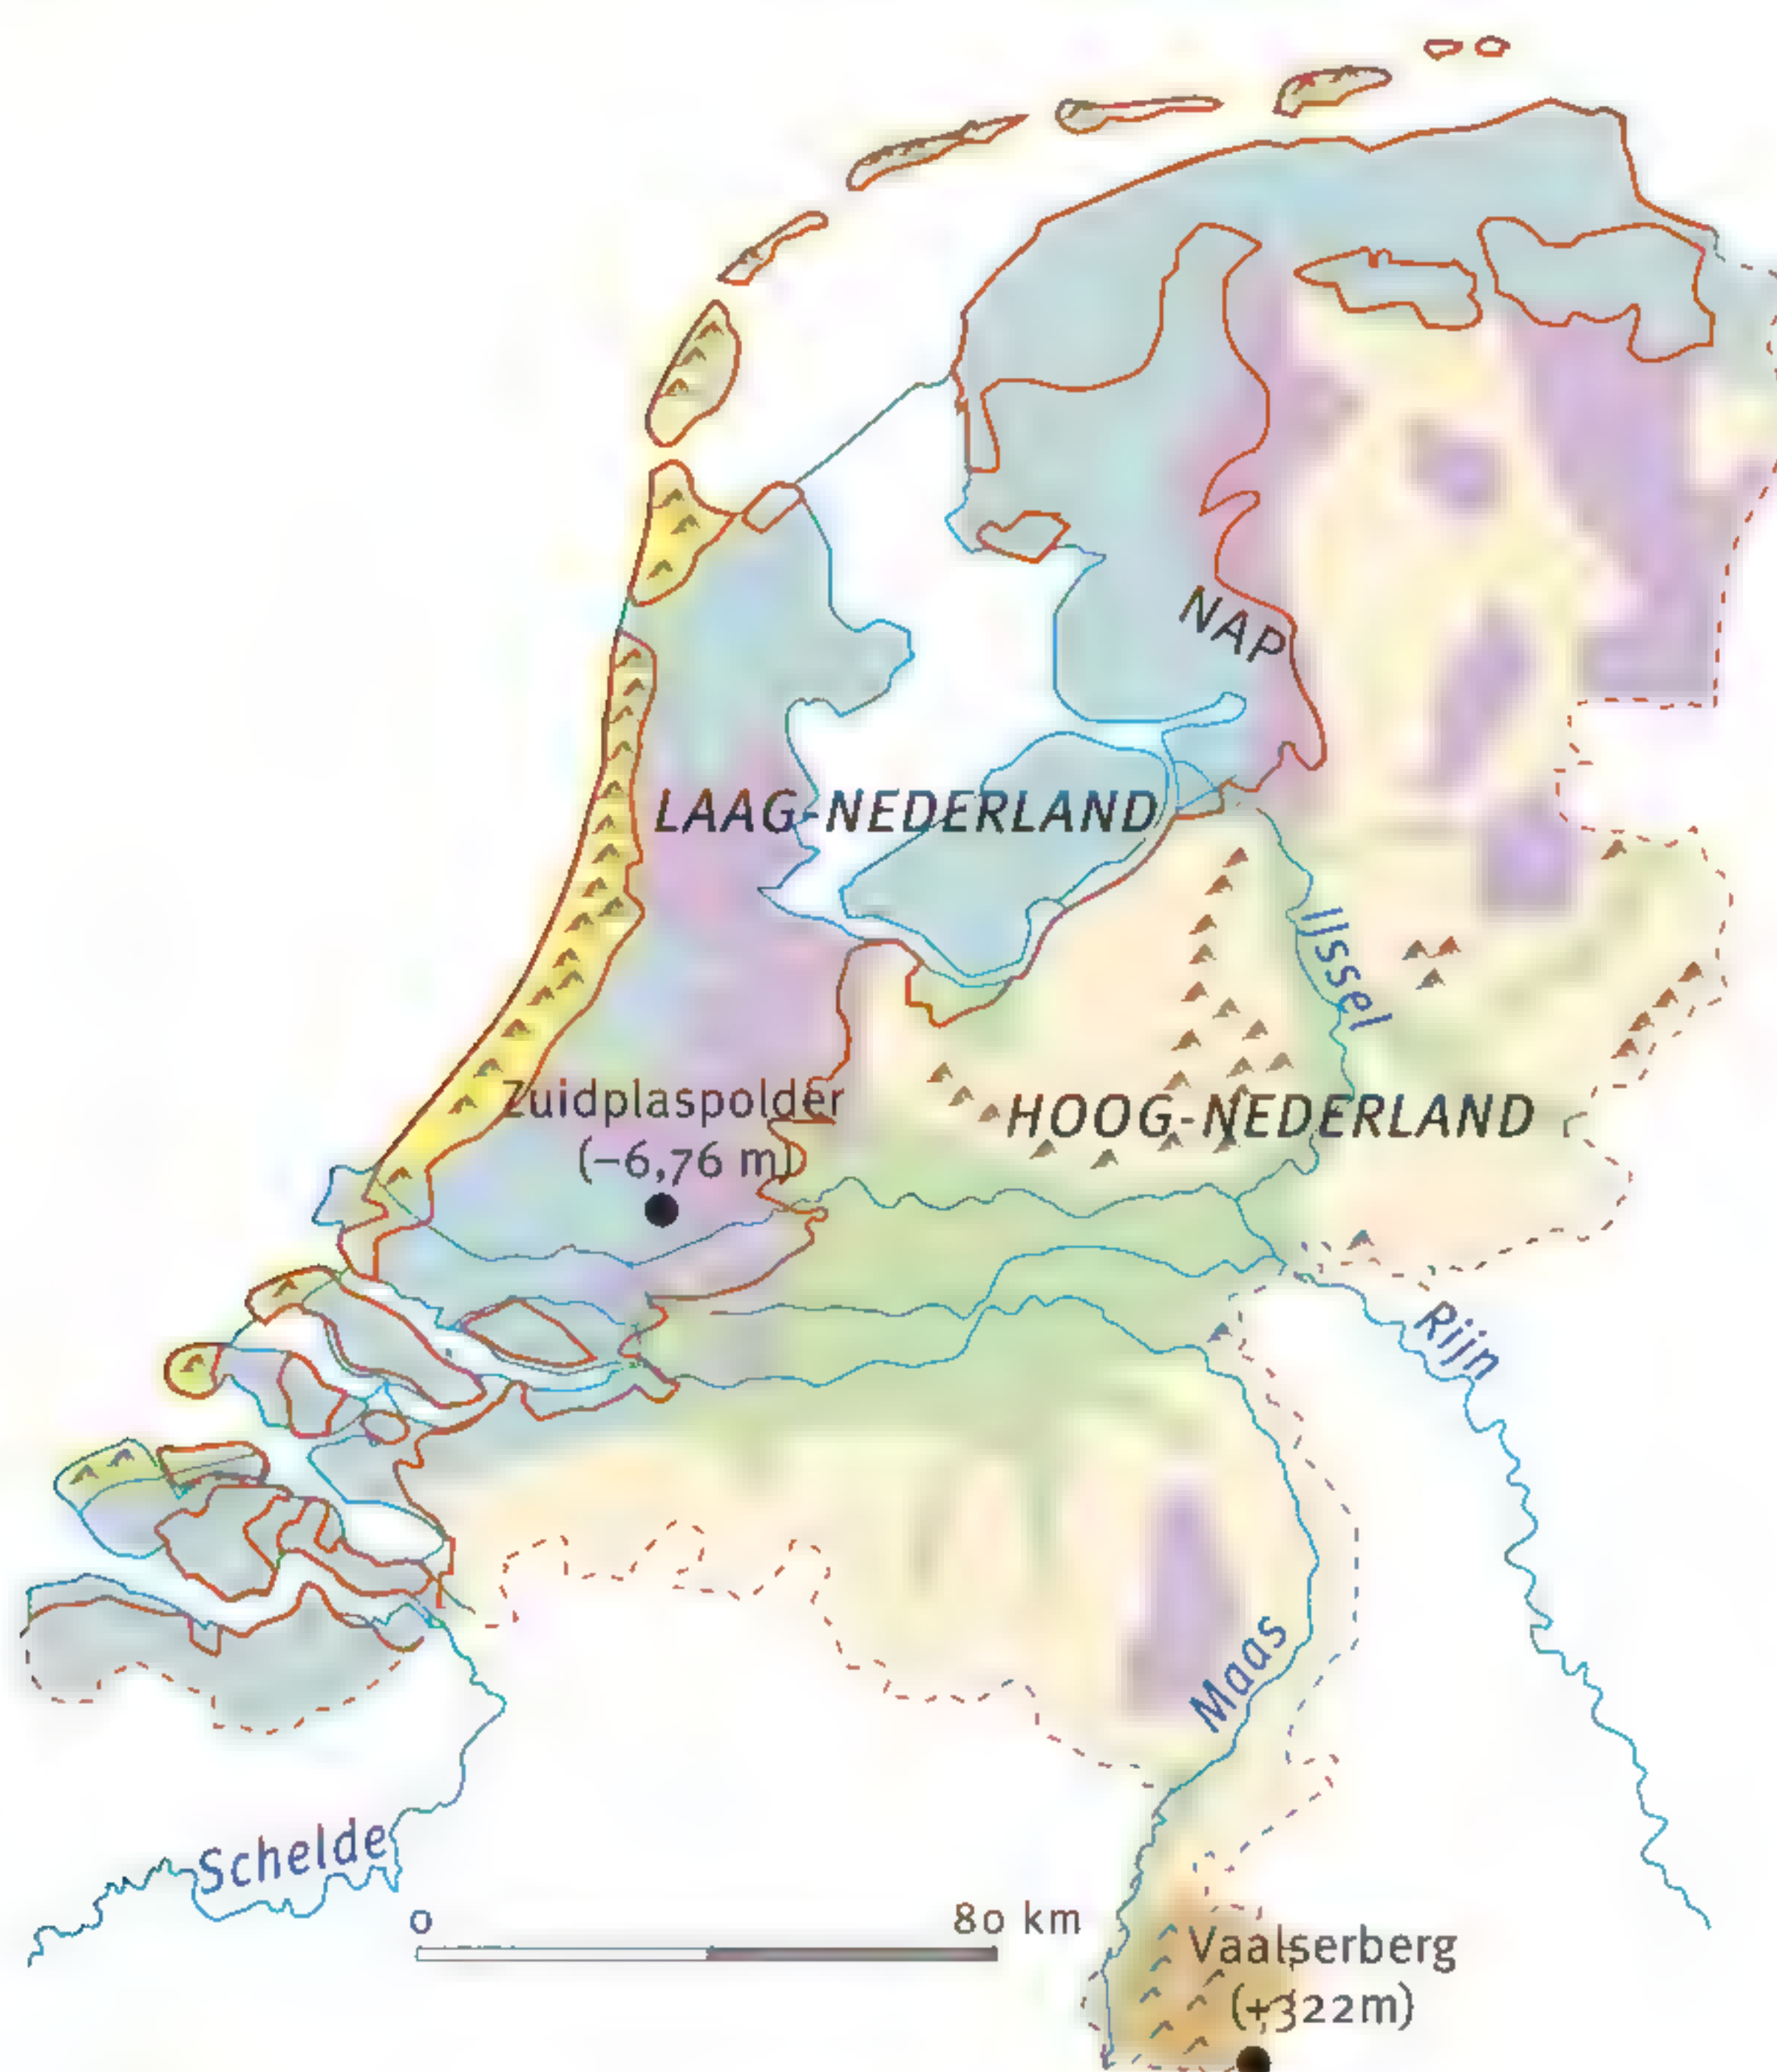 NAP
LAAG-NEDERLAND
IJssel
Zuidplaspolder
(–6,76 m)
HOOG-NEDERLAND
Rijn
Maas
Schelde
0 80 km
Vaalserberg
(+322m)